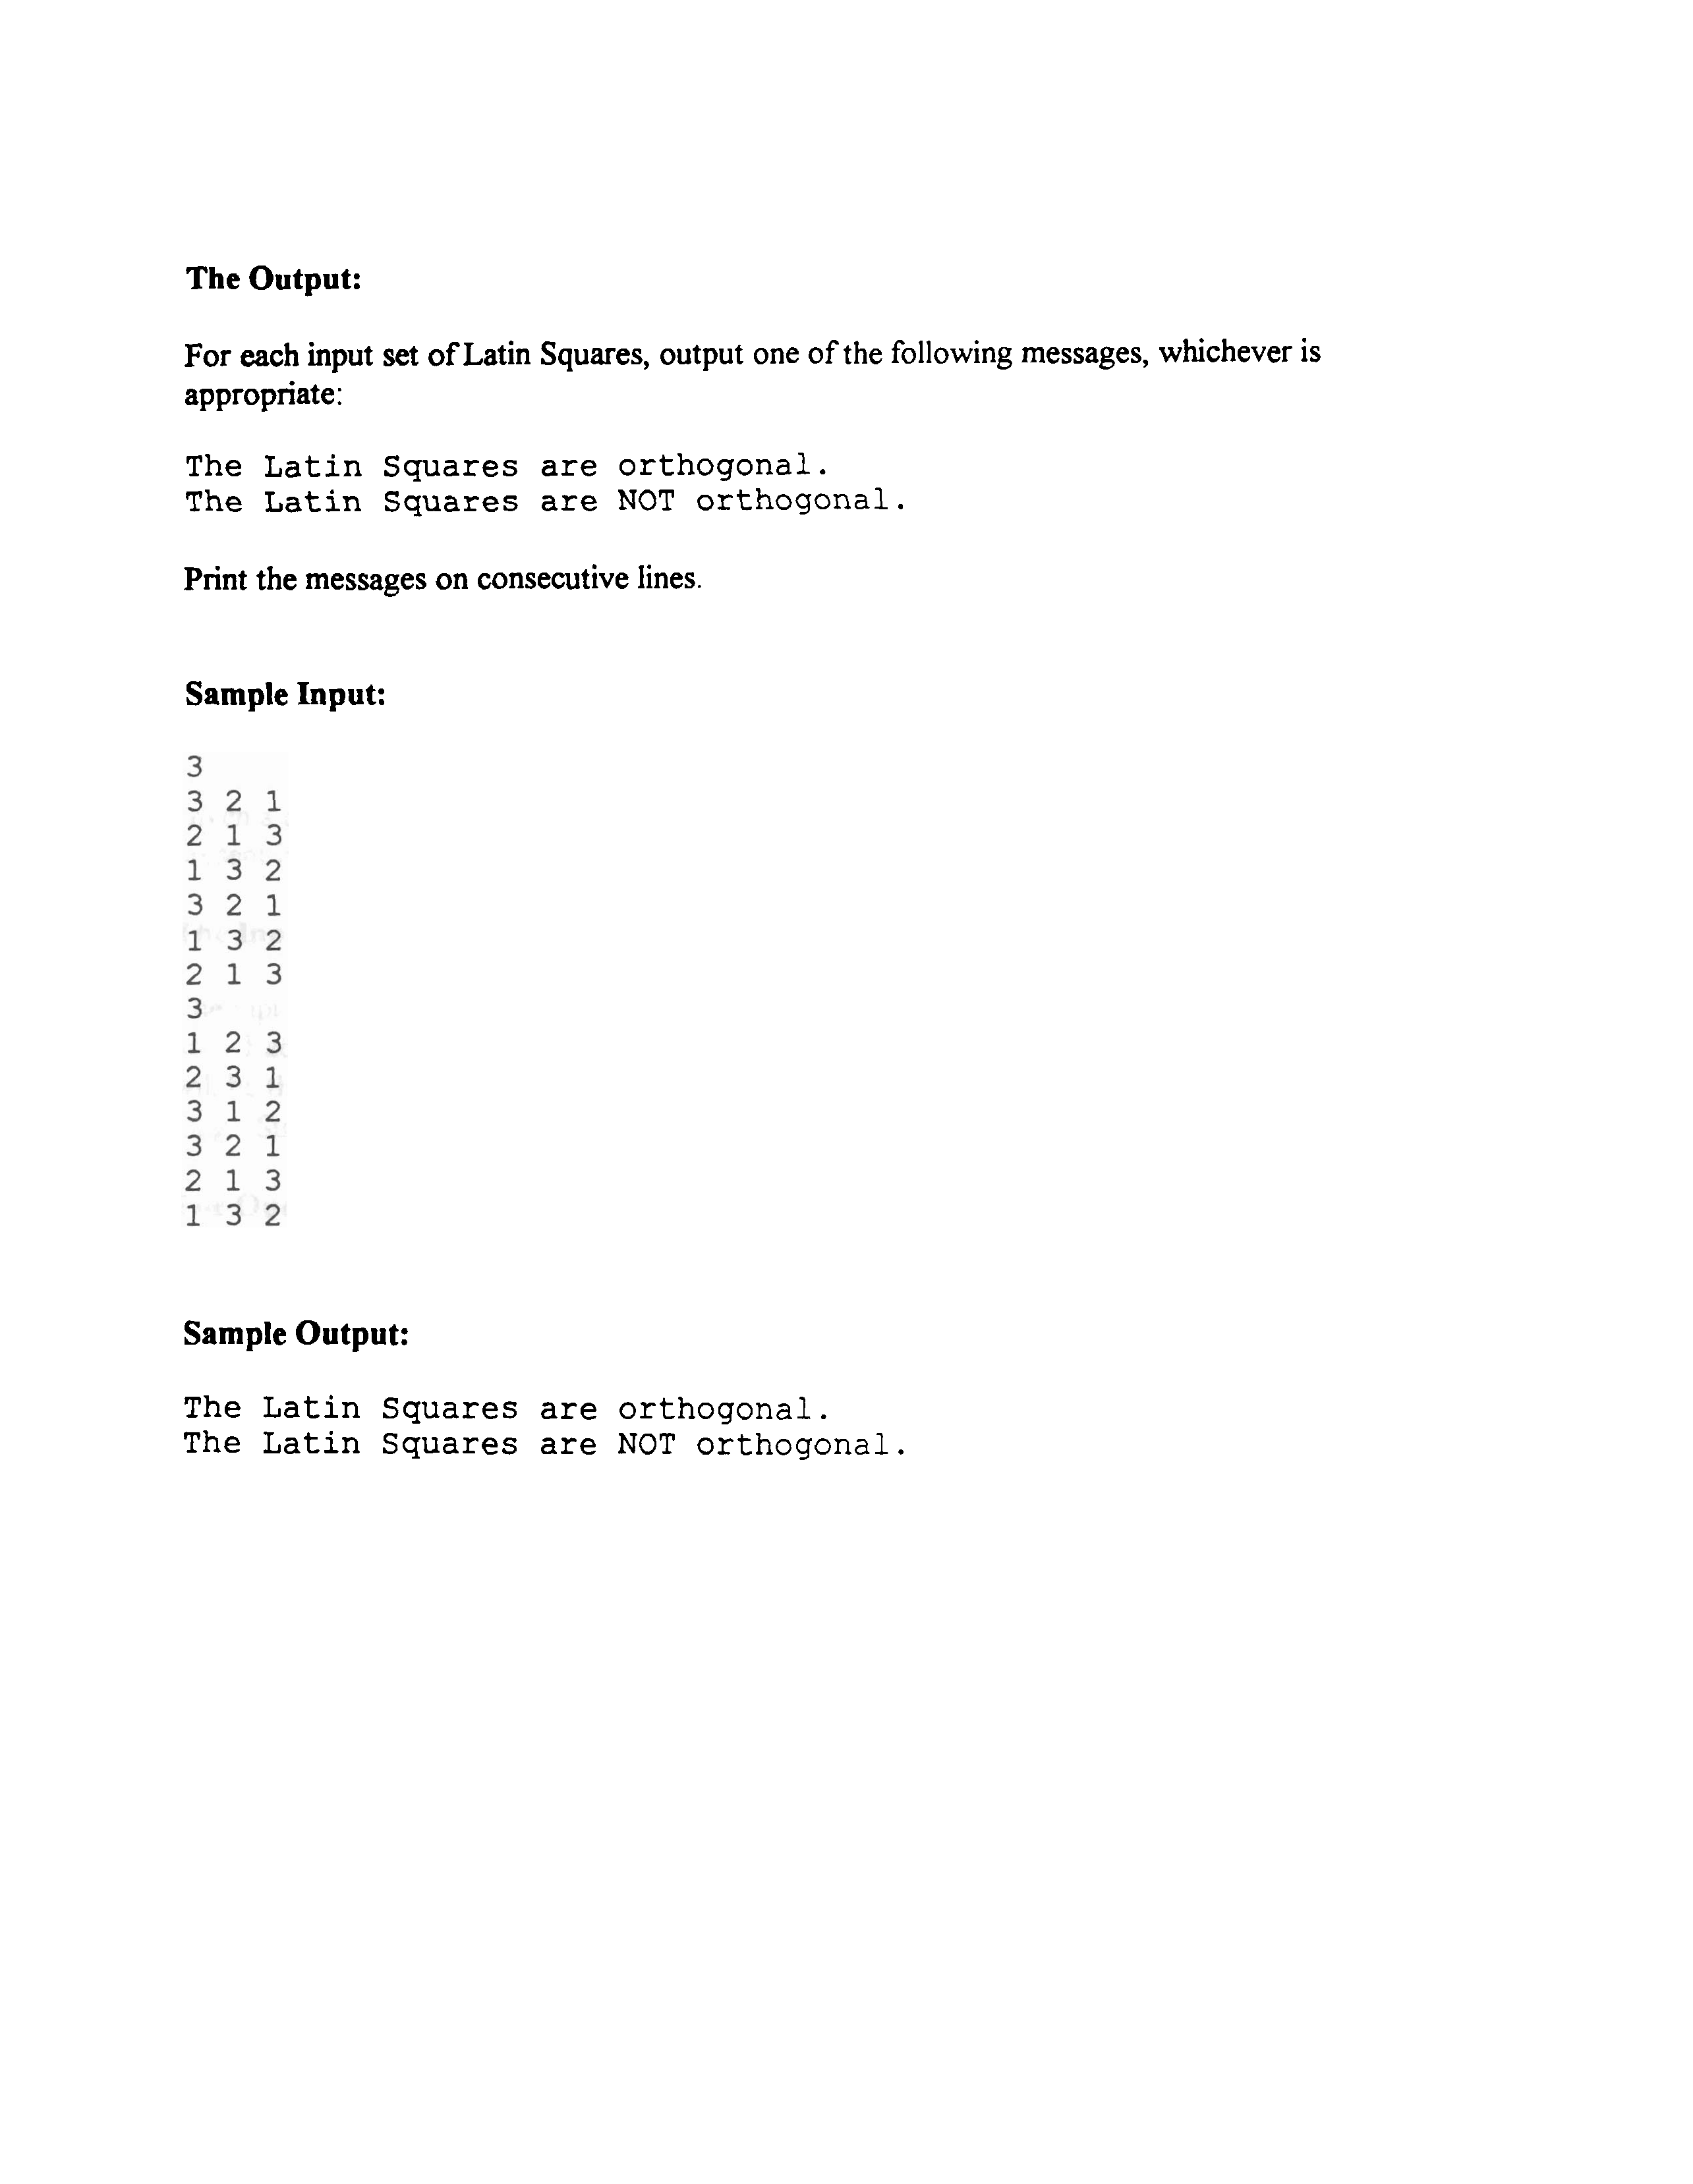 The Output:
For each input set of Latin Squares, output one of the following messages, whichever is
appropriate:
The Latin Squares are orthogonal.
The Latin Squares are NOT orthogonal.
Print the messages on consecutive lines.
Sample Input:
3
3 2 1
2 1 3
1 3 2
3 2 1
1 3 2
2 1 3
3
1 2 3
2 3 1
3 1 2
3 2 1
2 1 3
1 3 2
Sample Output:
The Latin Squares are orthogonal.
The Latin Squares are NOT orthogonal.